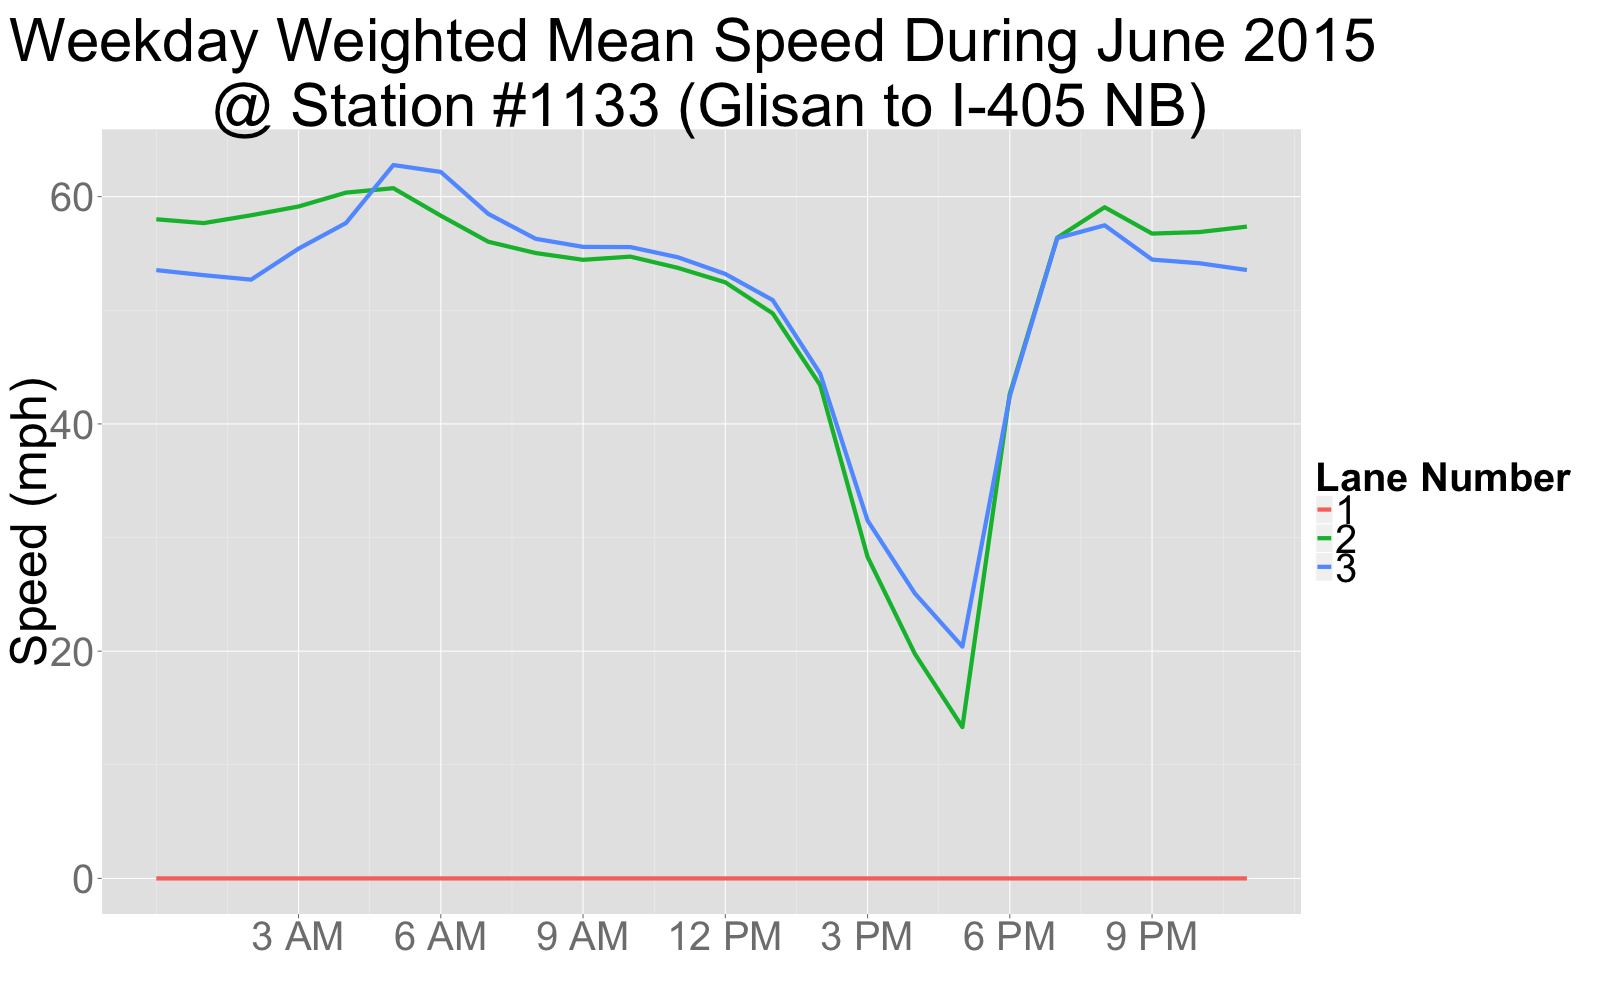 Weekday Weighted Mean Speed During June 2015
@ Station #1133 (Glisan to I-405 NB)
Speed (mph)
60
40
20
0
3 AM 6 AM 9 AM 12 PM 3 PM 6 PM 9 PM
Lane Number
1
2
3